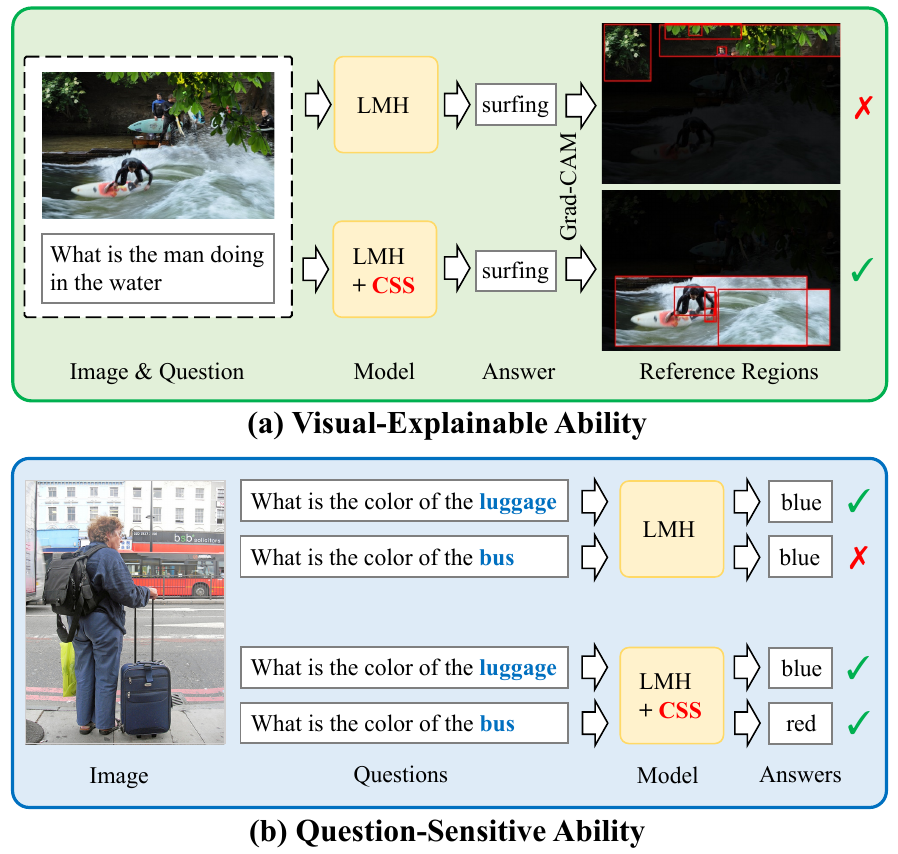 What is the man doing
in the water
LMH
surfing
LMH
+ CSS
surfing
Grad-CAM
✗
✓
Image & Question
Model
Answer
Reference Regions
(a) Visual-Explainable Ability
bsb solicitors
What is the color of the luggage
What is the color of the bus
LMH
blue
✓
blue
✗
What is the color of the luggage
What is the color of the bus
LMH
+ CSS
blue
✓
red
✓
Image
Questions
Model
Answers
(b) Question-Sensitive Ability